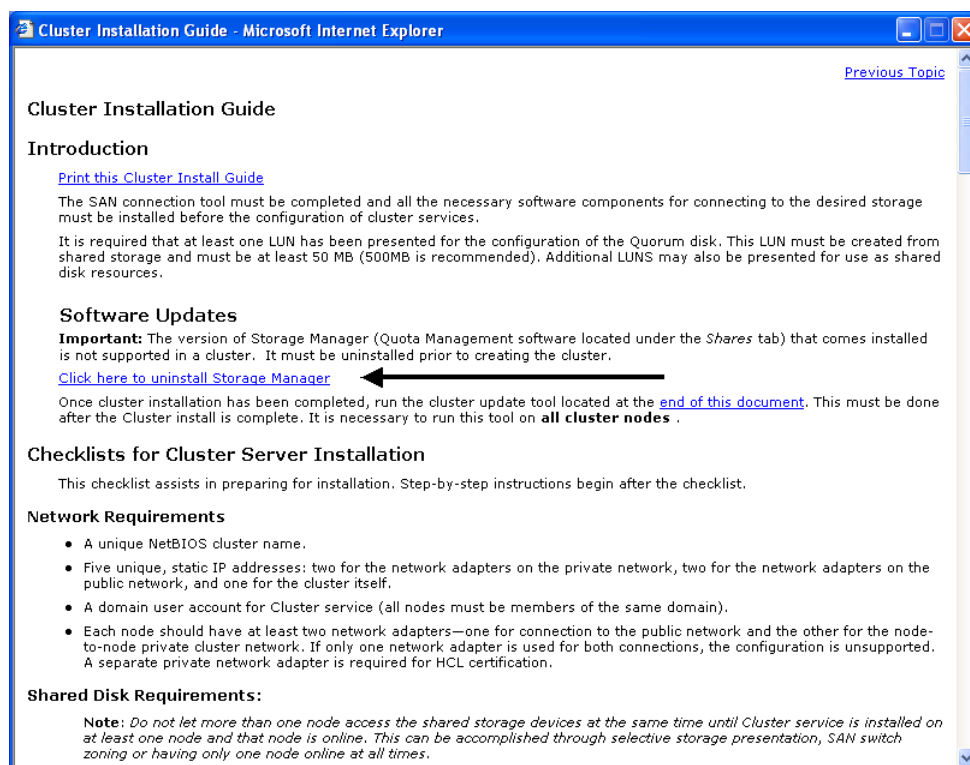 Cluster Installation Guide - Microsoft Internet Explorer
Previous Topic
Cluster Installation Guide
Introduction
Print this Cluster Install Guide
The SAN connection tool must be completed and all the necessary software components for connecting to the desired storage
must be installed before the configuration of cluster services.
It is required that at least one LUN has been presented for the configuration of the Quorum disk. This LUN must be created from
shared storage and must be at least 50 MB (500MB is recommended). Additional LUNS may also be presented for use as shared
disk resources.
Software Updates
Important: The version of Storage Manager (Quota Management software located under the Shares tab) that comes installed
is not supported in a cluster. It must be uninstalled prior to creating the cluster.
Click here to uninstall Storage Manager
Once cluster installation has been completed, run the cluster update tool located at the end of this document. This must be done
after the Cluster install is complete. It is necessary to run this tool on all cluster nodes .
Checklists for Cluster Server Installation
This checklist assists in preparing for installation. Step-by-step instructions begin after the checklist.
Network Requirements
• A unique NetBIOS cluster name.
• Five unique, static IP addresses: two for the network adapters on the private network, two for the network adapters on the
public network, and one for the cluster itself.
• A domain user account for Cluster service (all nodes must be members of the same domain).
• Each node should have at least two network adapters—one for connection to the public network and the other for the node-
to-node private cluster network. If only one network adapter is used for both connections, the configuration is unsupported.
A separate private network adapter is required for HCL certification.
Shared Disk Requirements:
Note: Do not let more than one node access the shared storage devices at the same time until Cluster service is installed on
at least one node and that node is online. This can be accomplished through selective storage presentation, SAN switch
zoning or having only one node online at all times.